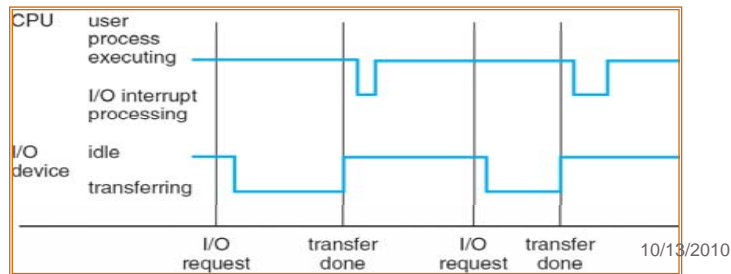 CPU
user
process
executing
I/O interrupt
processing
I/O
device
idle
transferring
I/O
request
transfer
done
I/O
request
transfer
done
10/13/2010